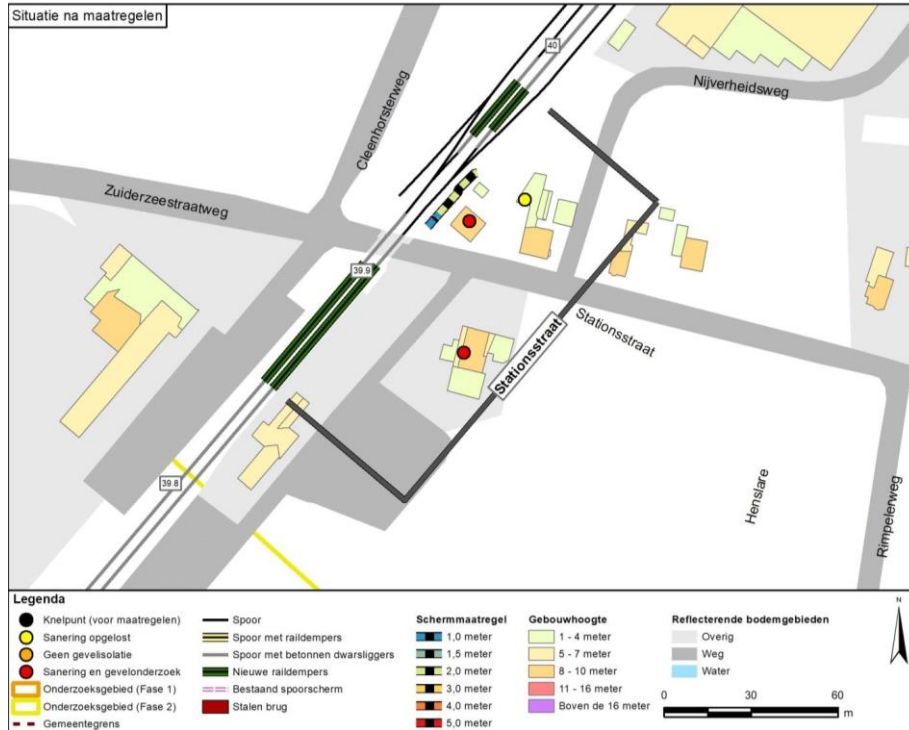 Situatie na maatregelen
40
Nijverheidsweg
Cleenhorsterweg
Zuiderzeestraatweg
39.9
Stationsstraat
Stationsstraat
39.8
Henslare
Rimpelerweg
Legenda
Knelpunt (voor maatregelen)
Sanering opgelost
Geen gevelisolatie
Sanering en gevelonderzoek
Onderzoeksgebied (Fase 1)
Onderzoeksgebied (Fase 2)
Gemeentegrens
Spoor
Spoor met raildempers
Spoor met betonnen dwarsliggers
Nieuwe raildempers
Bestaand spoorscherm
Stalen brug
Schermmaatregel
1,0 meter
1,5 meter
2,0 meter
3,0 meter
4,0 meter
5,0 meter
Gebouwhoogte
1 - 4 meter
5 - 7 meter
8 - 10 meter
11 - 16 meter
Boven de 16 meter
Reflecterende bodemgebieden
Overig
Weg
Water
N
0 30 60
m